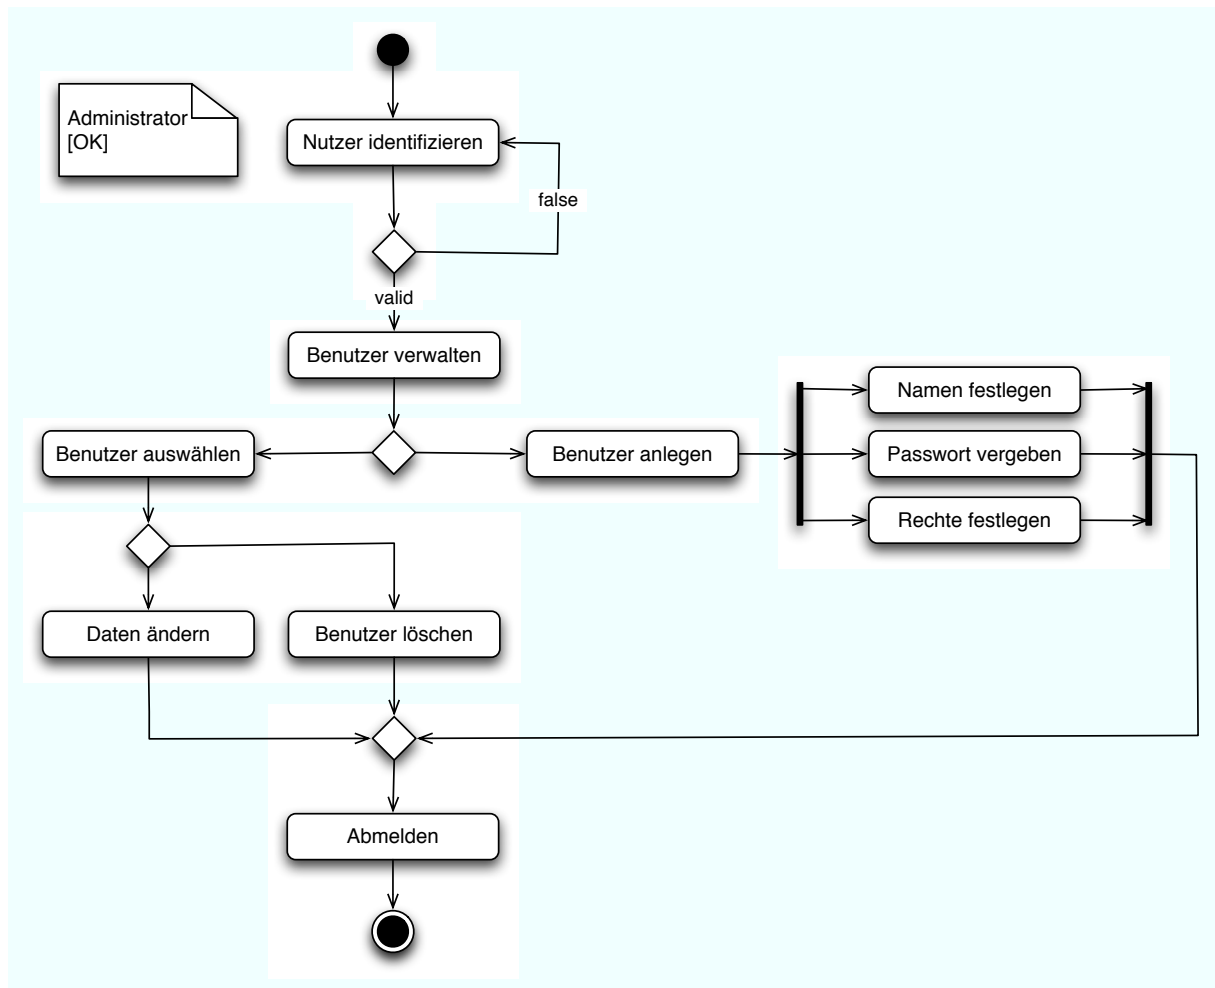 Administrator
[OK]
Nutzer identifizieren
false
valid
Benutzer verwalten
Namen festlegen
Benutzer auswählen
Benutzer anlegen
Passwort vergeben
Rechte festlegen
Daten ändern
Benutzer löschen
Abmelden